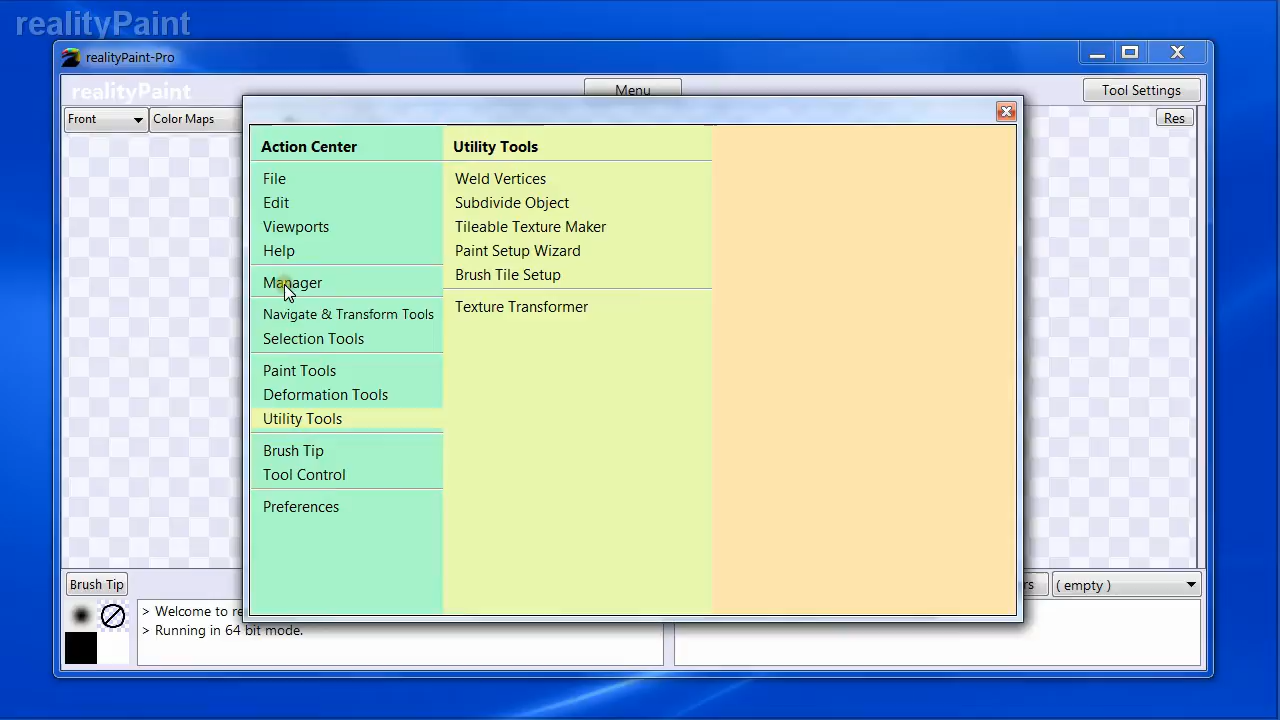 realityPaint
realityPaint-Pro
realityPaint
Menu
Tool Settings
Front
Color Maps
Res
Action Center
File
Edit
Viewports
Help
Manager
Navigate & Transform Tools
Selection Tools
Paint Tools
Deformation Tools
Utility Tools
Brush Tip
Tool Control
Preferences
Utility Tools
Weld Vertices
Subdivide Object
Tileable Texture Maker
Paint Setup Wizard
Brush Tile Setup
Texture Transformer
Brush Tip
rs
( empty )
> Welcome to re
> Running in 64 bit mode.